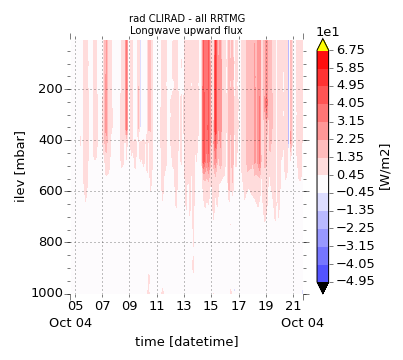 rad CLIRAD - all RRTMG
Longwave upward flux
1e1
6.75
5.85
4.95
4.05
3.15
2.25
1.35
0.45
−0.45
−1.35
−2.25
−3.15
−4.05
−4.95
[W/m2]
ilev [mbar]
200
400
600
800
1000
05 07 09 11 13 15 17 19 21
Oct 04 Oct 04
time [datetime]